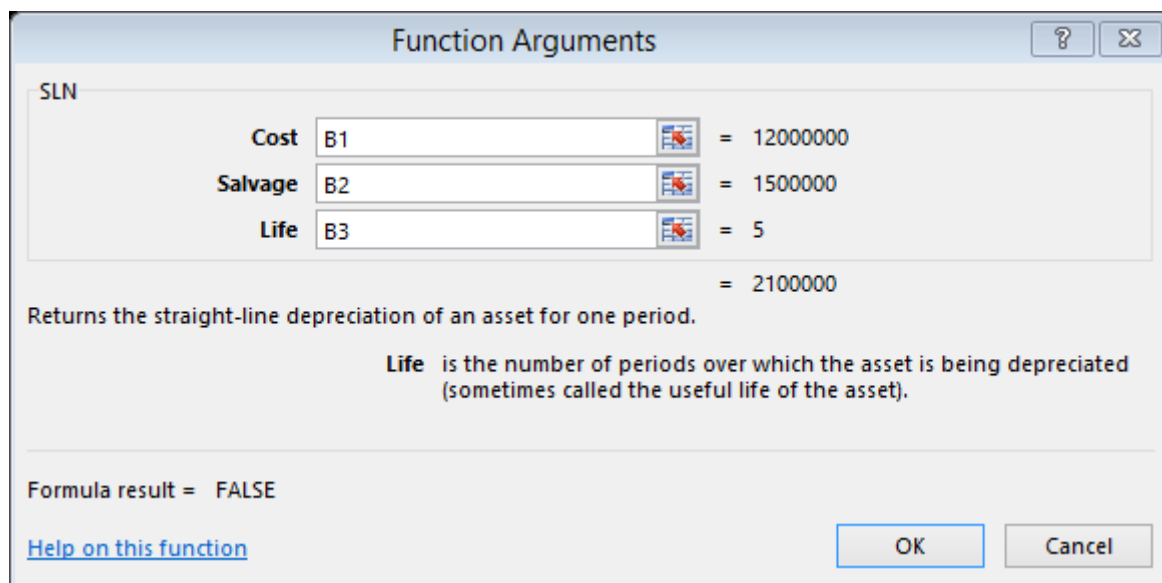 Function Arguments
SLN
Cost B1 = 12000000
Salvage B2 = 1500000
Life B3 = 5
= 2100000
Returns the straight-line depreciation of an asset for one period.
Life is the number of periods over which the asset is being depreciated
(sometimes called the useful life of the asset).
Formula result = FALSE
Help on this function OK Cancel